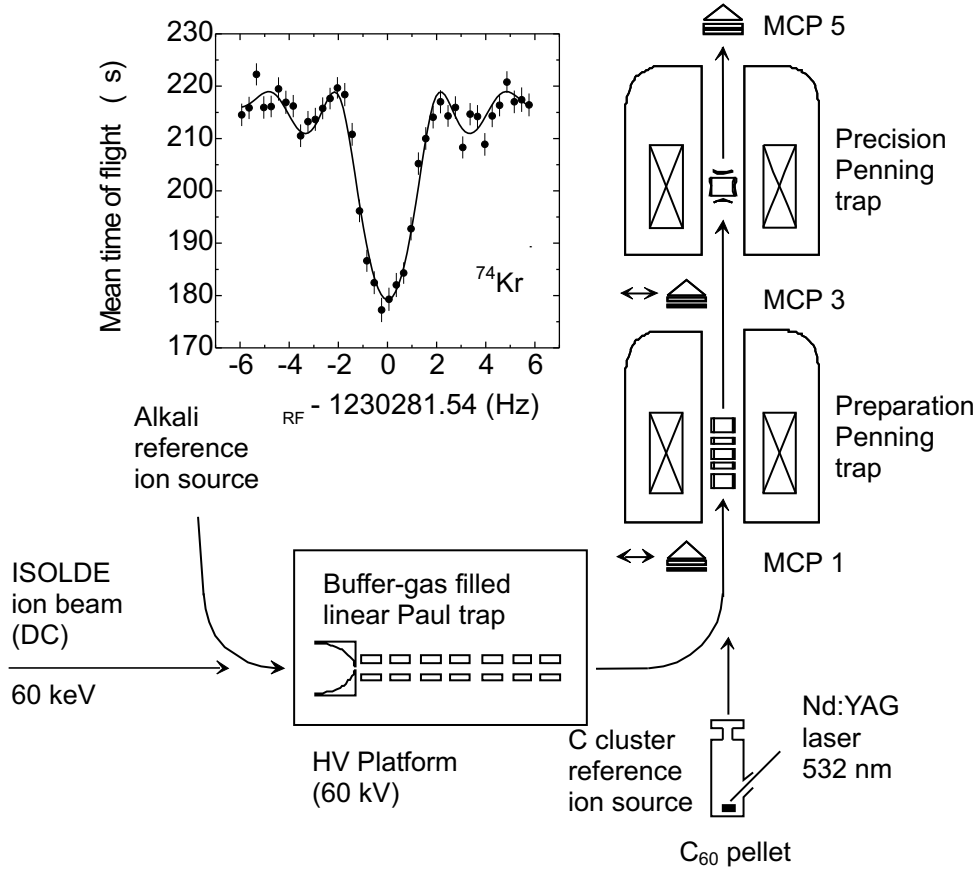 230
220
210
200
190
180
170
Mean time of flight ( s)
-6 -4 -2 0 2 4 6
RF - 1230281.54 (Hz)
74Kr
MCP 5
Precision
Penning
trap
MCP 3
Preparation
Penning
trap
MCP 1
Alkali
reference
ion source
ISOLDE
ion beam
(DC)
60 keV
Buffer-gas filled
linear Paul trap
HV Platform
(60 kV)
C cluster
reference
ion source
Nd:YAG
laser
532 nm
C60 pellet